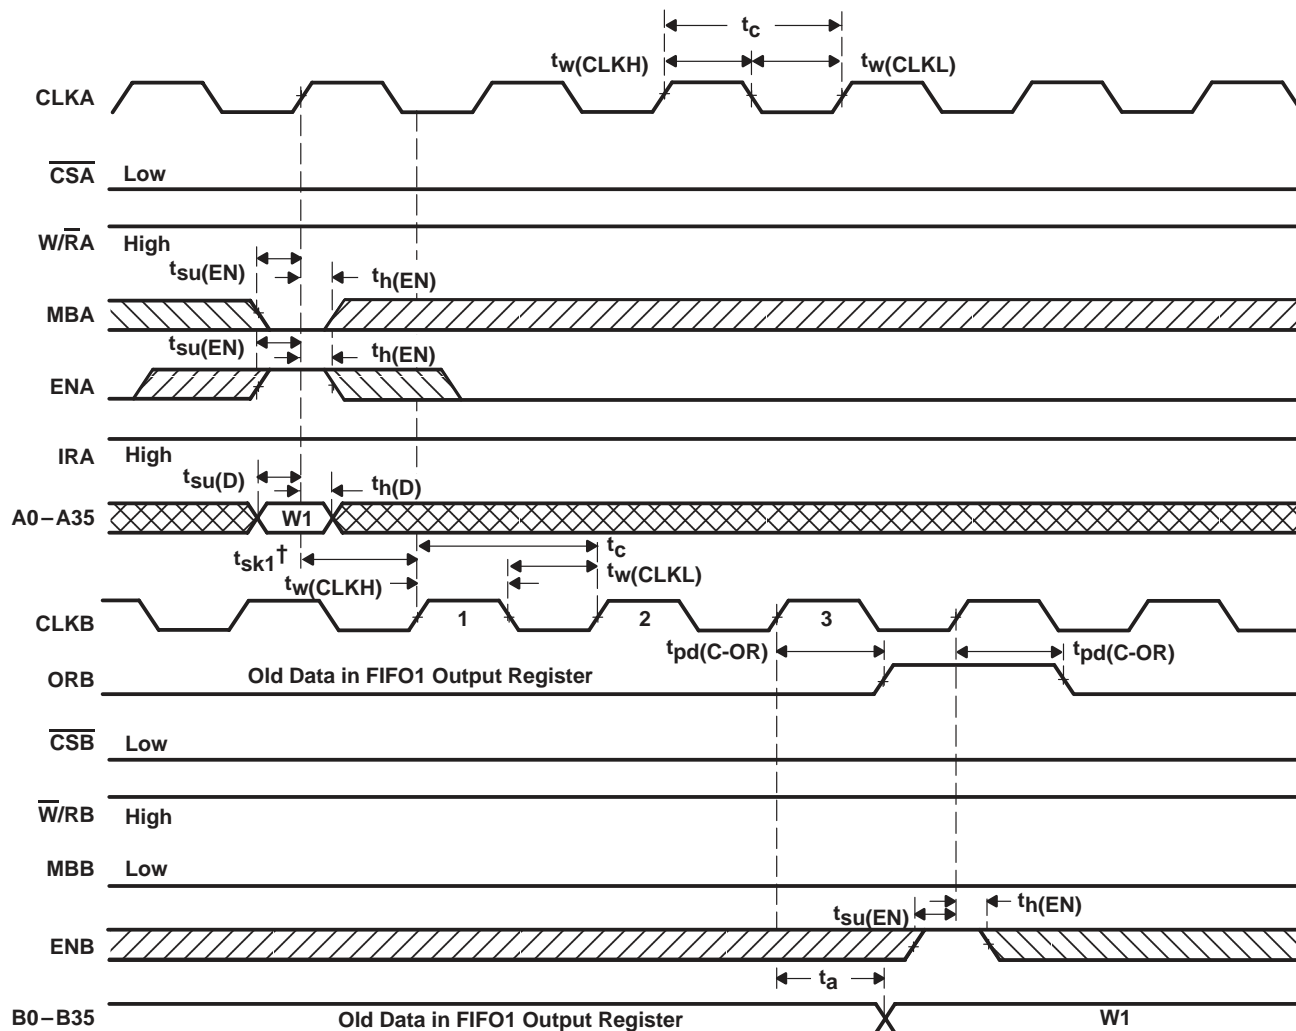 tc
tw(CLKH) tw(CLKL)
CLKA
CSA Low
W/RA High
tsu(EN) th(EN)
MBA
tsu(EN) th(EN)
ENA
IRA High
tsu(D) th(D)
A0–A35 W1
tsk1† tc
tw(CLKH) tw(CLKL)
CLKB 1 2 3
tpd(C-OR) tpd(C-OR)
ORB Old Data in FIFO1 Output Register
CSB Low
W/RB High
MBB Low
tsu(EN) th(EN)
ENB
ta
B0–B35 Old Data in FIFO1 Output Register W1